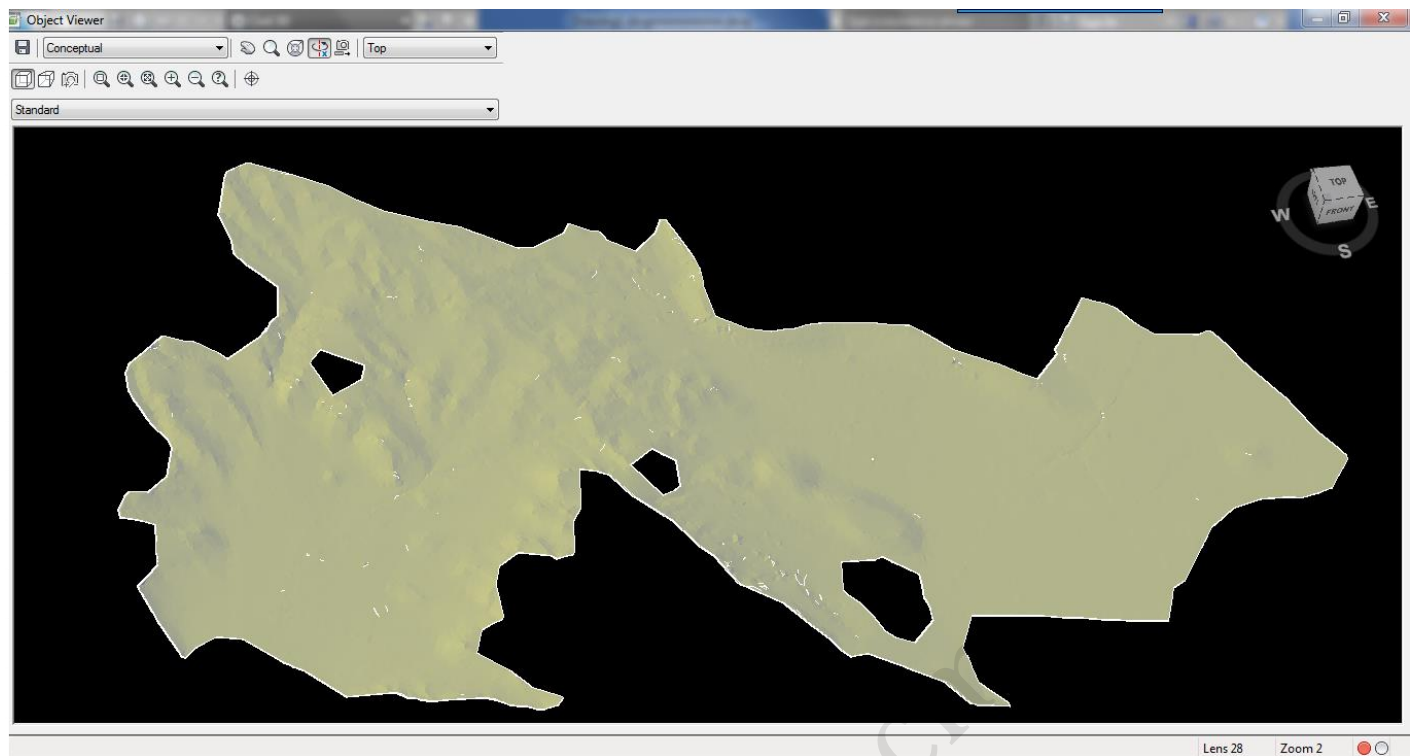 Object Viewer
Conceptual
Top
Standard
TOP
FRONT
W
E
S
Lens 28
Zoom 2